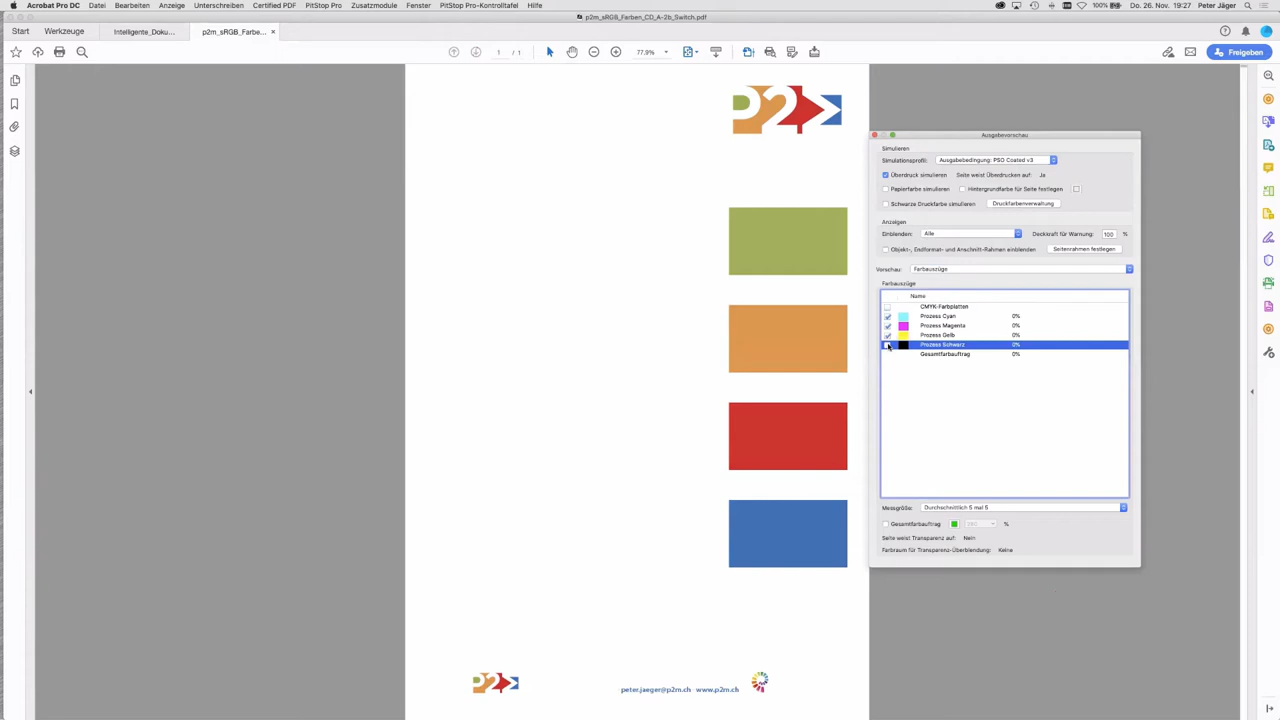 Acrobat Pro DC Datei Bearbeiten Anzeige Unterschreiben Certified PDF PitStop Pro Zusatzmodule Fenster PitStop Pro-Kontrolltafel Hilfe 100% Do. 26. Nov. 19:27 Peter Jäger
p2m_sRGB_Farben_CD_A-2b_Switch.pdf
Start Werkzeuge Intelligente_Doku... p2m_sRGB_Farbe... ×
1 / 1 77.9% Freigeben
P2M
Ausgabevorschau
Simulieren
Simulationsprofil: Ausgabebedingung: PSO Coated v3
Überdruck simulieren Seite weist Überdrucken auf: Ja
Papierfarbe simulieren Hintergrundfarbe für Seite festlegen
Schwarze Druckfarbe simulieren Druckfarbenverwaltung
Anzeigen
Einblenden: Alle Deckkraft für Warnung: 100 %
Objekt-, Endformat- und Anschnitt-Rahmen einblenden Seitenrahmen festlegen
Vorschau: Farbauszüge
Farbauszüge
Name
CMYK-Farbplatten
Prozess Cyan 0%
Prozess Magenta 0%
Prozess Gelb 0%
Prozess Schwarz 0%
Gesamtfarbauftrag 0%
Messgröße: Durchschnittlich 5 mal 5
Gesamtfarbauftrag 280 %
Seite weist Transparenz auf: Nein
Farbraum für Transparenz-Überblendung: Keine
P2M peter.jaeger@p2m.ch www.p2m.ch